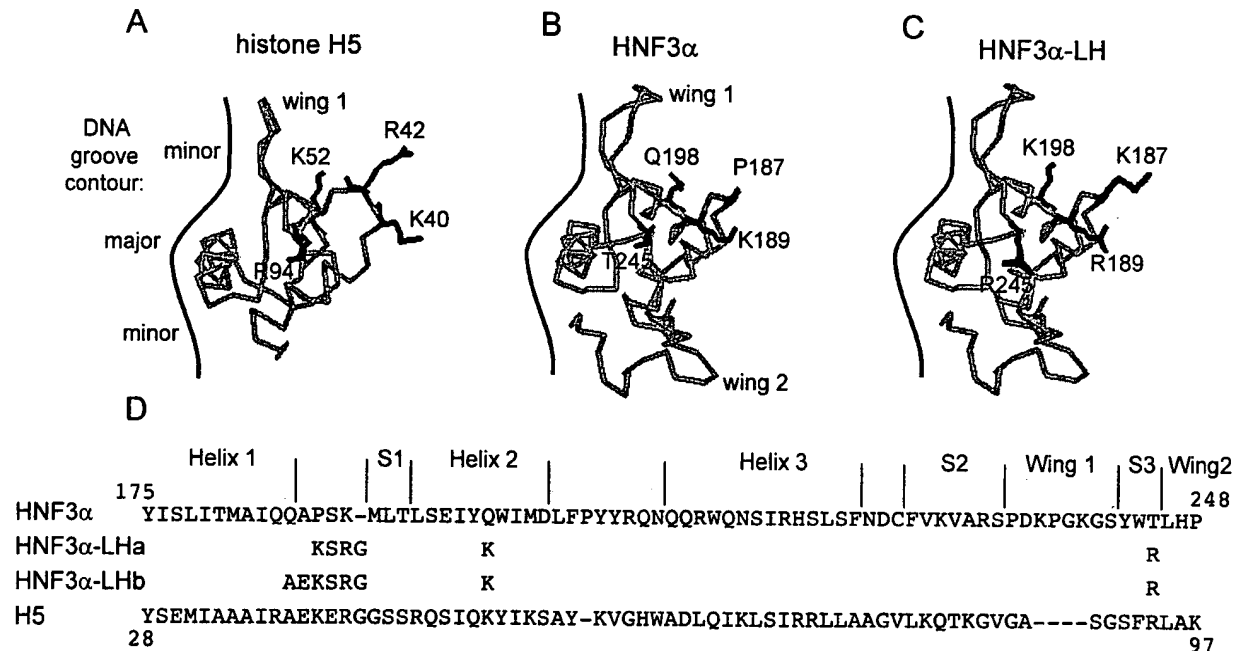 A
histone H5
wing 1
DNA
groove
contour:
minor
major
minor
K52
R42
K40
R94
B
HNF3α
wing 1
Q198
P187
K189
T245
wing 2
C
HNF3α-LH
wing 1
K198
K187
R189
R245
D
Helix 1 S1 Helix 2 Helix 3 S2 Wing 1 S3 Wing2
175 248
HNF3α YISLITMAIQQAPSK-MLTLSEIYQWIMDLFPYYRQNQQRWQNSIRHSLSFNDCFVKVARSPDKPGKGSYWTLHP
HNF3α-LHa KSRG K R
HNF3α-LHb AEKSRG K R
H5 YSEMIAAAIRAEKERGGSSRQSIQKYIKSAY-KVGHWADLQIKLSIRRLLAAGVLKQTKGVGA----SGSFRLAK
28 97